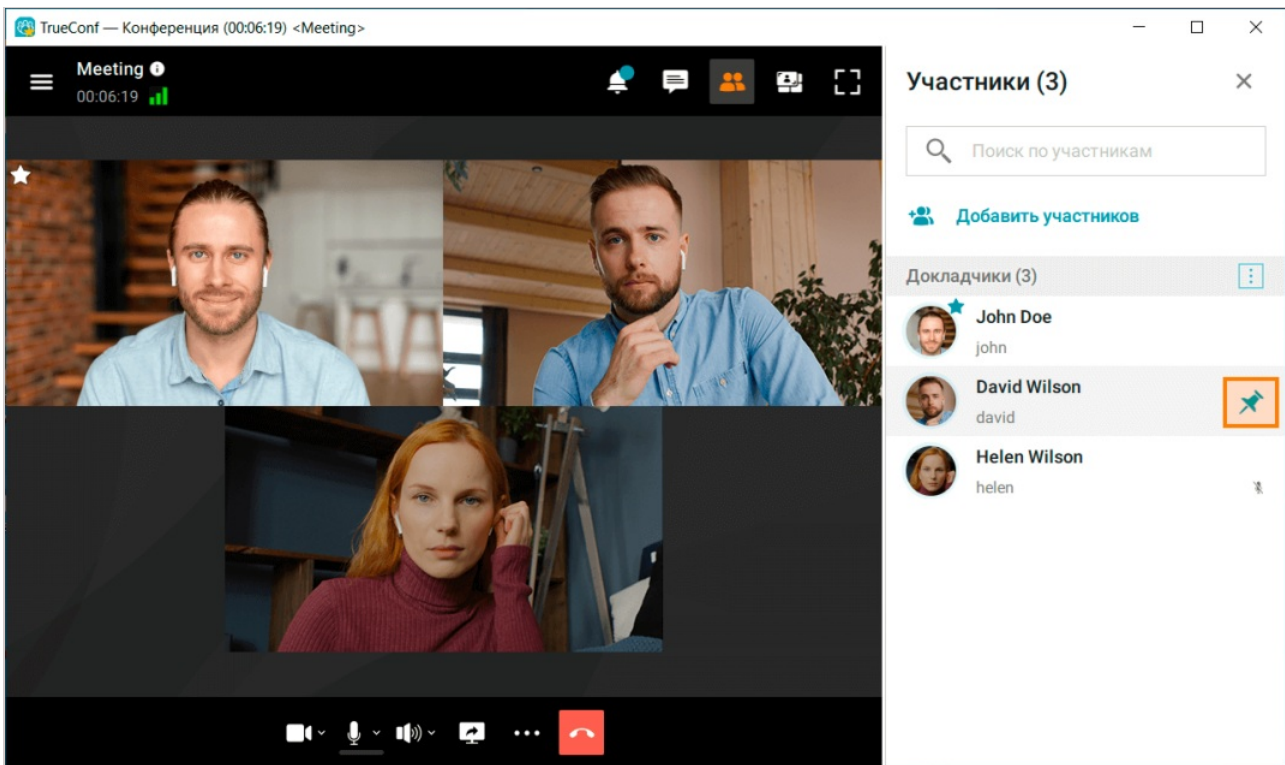 TrueConf — Конференция (00:06:19) <Meeting>
Meeting
00:06:19
Участники (3)
Поиск по участникам
Добавить участников
Докладчики (3)
John Doe
john
David Wilson
david
Helen Wilson
helen